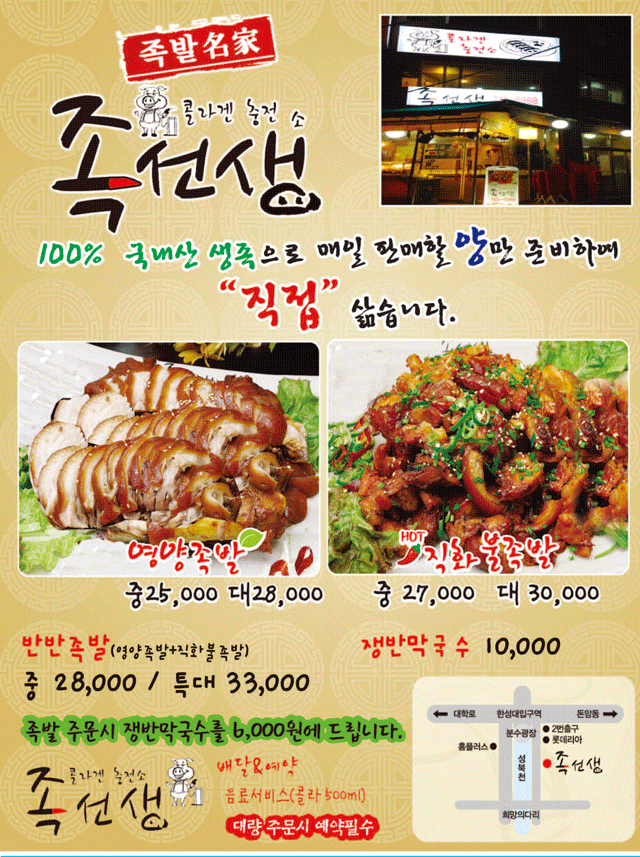 족발名家
콜라겐 충전소
족선생
콜라겐
충전소
족선생
100% 국내산 생족으로 매일 판매할 양만 준비하여
"직접" 삶습니다.
영양족발
HOT
직화불족발
중25,000 대28,000
중 27,000 대 30,000
반반족발(영양족발+직화불족발)
중 28,000 / 특대 33,000
쟁반막국수 10,000
족발 주문시 쟁반막국수를 6,000원에 드립니다.
콜라겐 충전소
족선생
배달&예약
음료서비스(콜라 500ml)
대량 주문시 예약필수
대학로 한성대입구역 돈암동
분수광장
2번출구
롯데리아
홈플러스
성북천
족선생
희망의다리